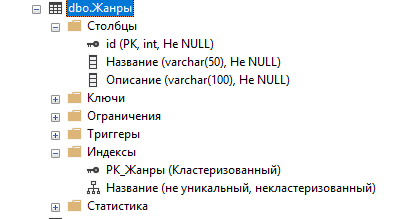 dbo.Жанры
Столбцы
id (PK, int, Не NULL)
Название (varchar(50), Не NULL)
Описание (varchar(100), Не NULL)
Ключи
Ограничения
Триггеры
Индексы
PK_Жанры (Кластеризованный)
Название (не уникальный, некластеризованный)
Статистика